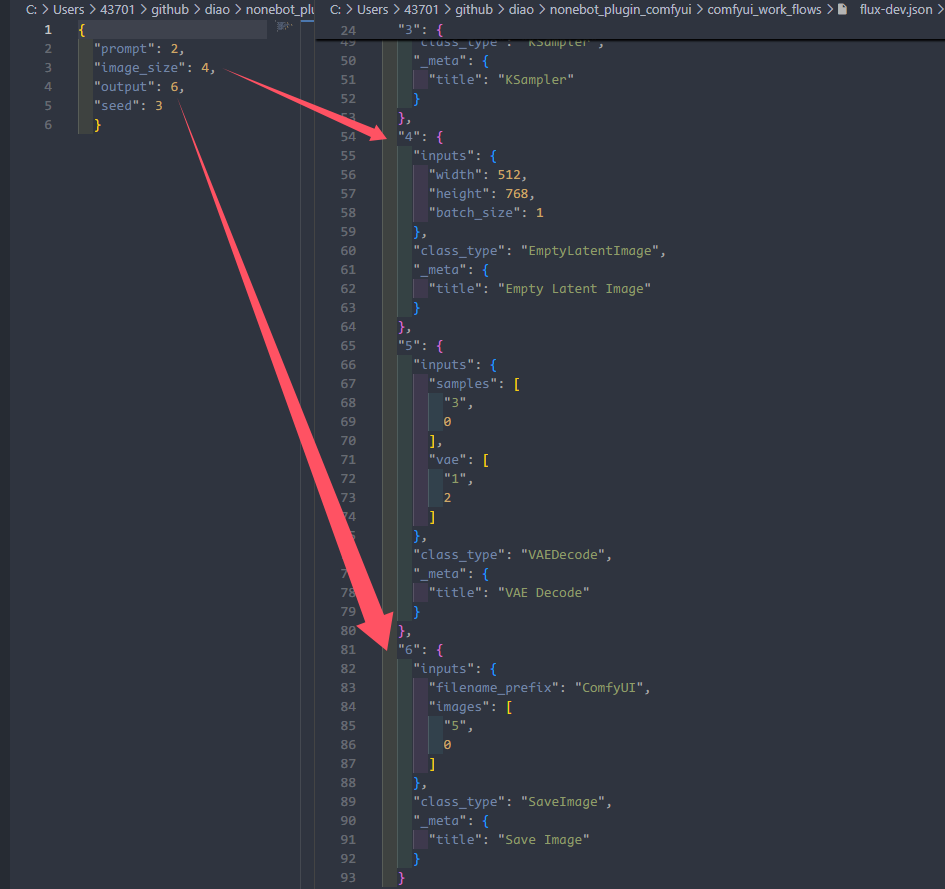 C: > Users > 43701 > github > diao > nonebot_plu
1 {
2 "prompt": 2,
3 "image_size": 4,
4 "output": 6,
5 "seed": 3
6 }
C: > Users > 43701 > github > diao > nonebot_plugin_comfyui > comfyui_work_flows > flux-dev.json >
24 "3": {
49 "class_type": "KSampler",
50 "_meta": {
51 "title": "KSampler"
52 }
53 },
54 "4": {
55 "inputs": {
56 "width": 512,
57 "height": 768,
58 "batch_size": 1
59 },
60 "class_type": "EmptyLatentImage",
61 "_meta": {
62 "title": "Empty Latent Image"
63 }
64 },
65 "5": {
66 "inputs": {
67 "samples": [
68 "3",
69 0
70 ],
71 "vae": [
72 "1",
73 2
74 ]
},
"class_type": "VAEDecode",
"_meta": {
78 "title": "VAE Decode"
79 }
80 },
81 "6": {
82 "inputs": {
83 "filename_prefix": "ComfyUI",
84 "images": [
85 "5",
86 0
87 ]
88 },
89 "class_type": "SaveImage",
90 "_meta": {
91 "title": "Save Image"
92 }
93 }